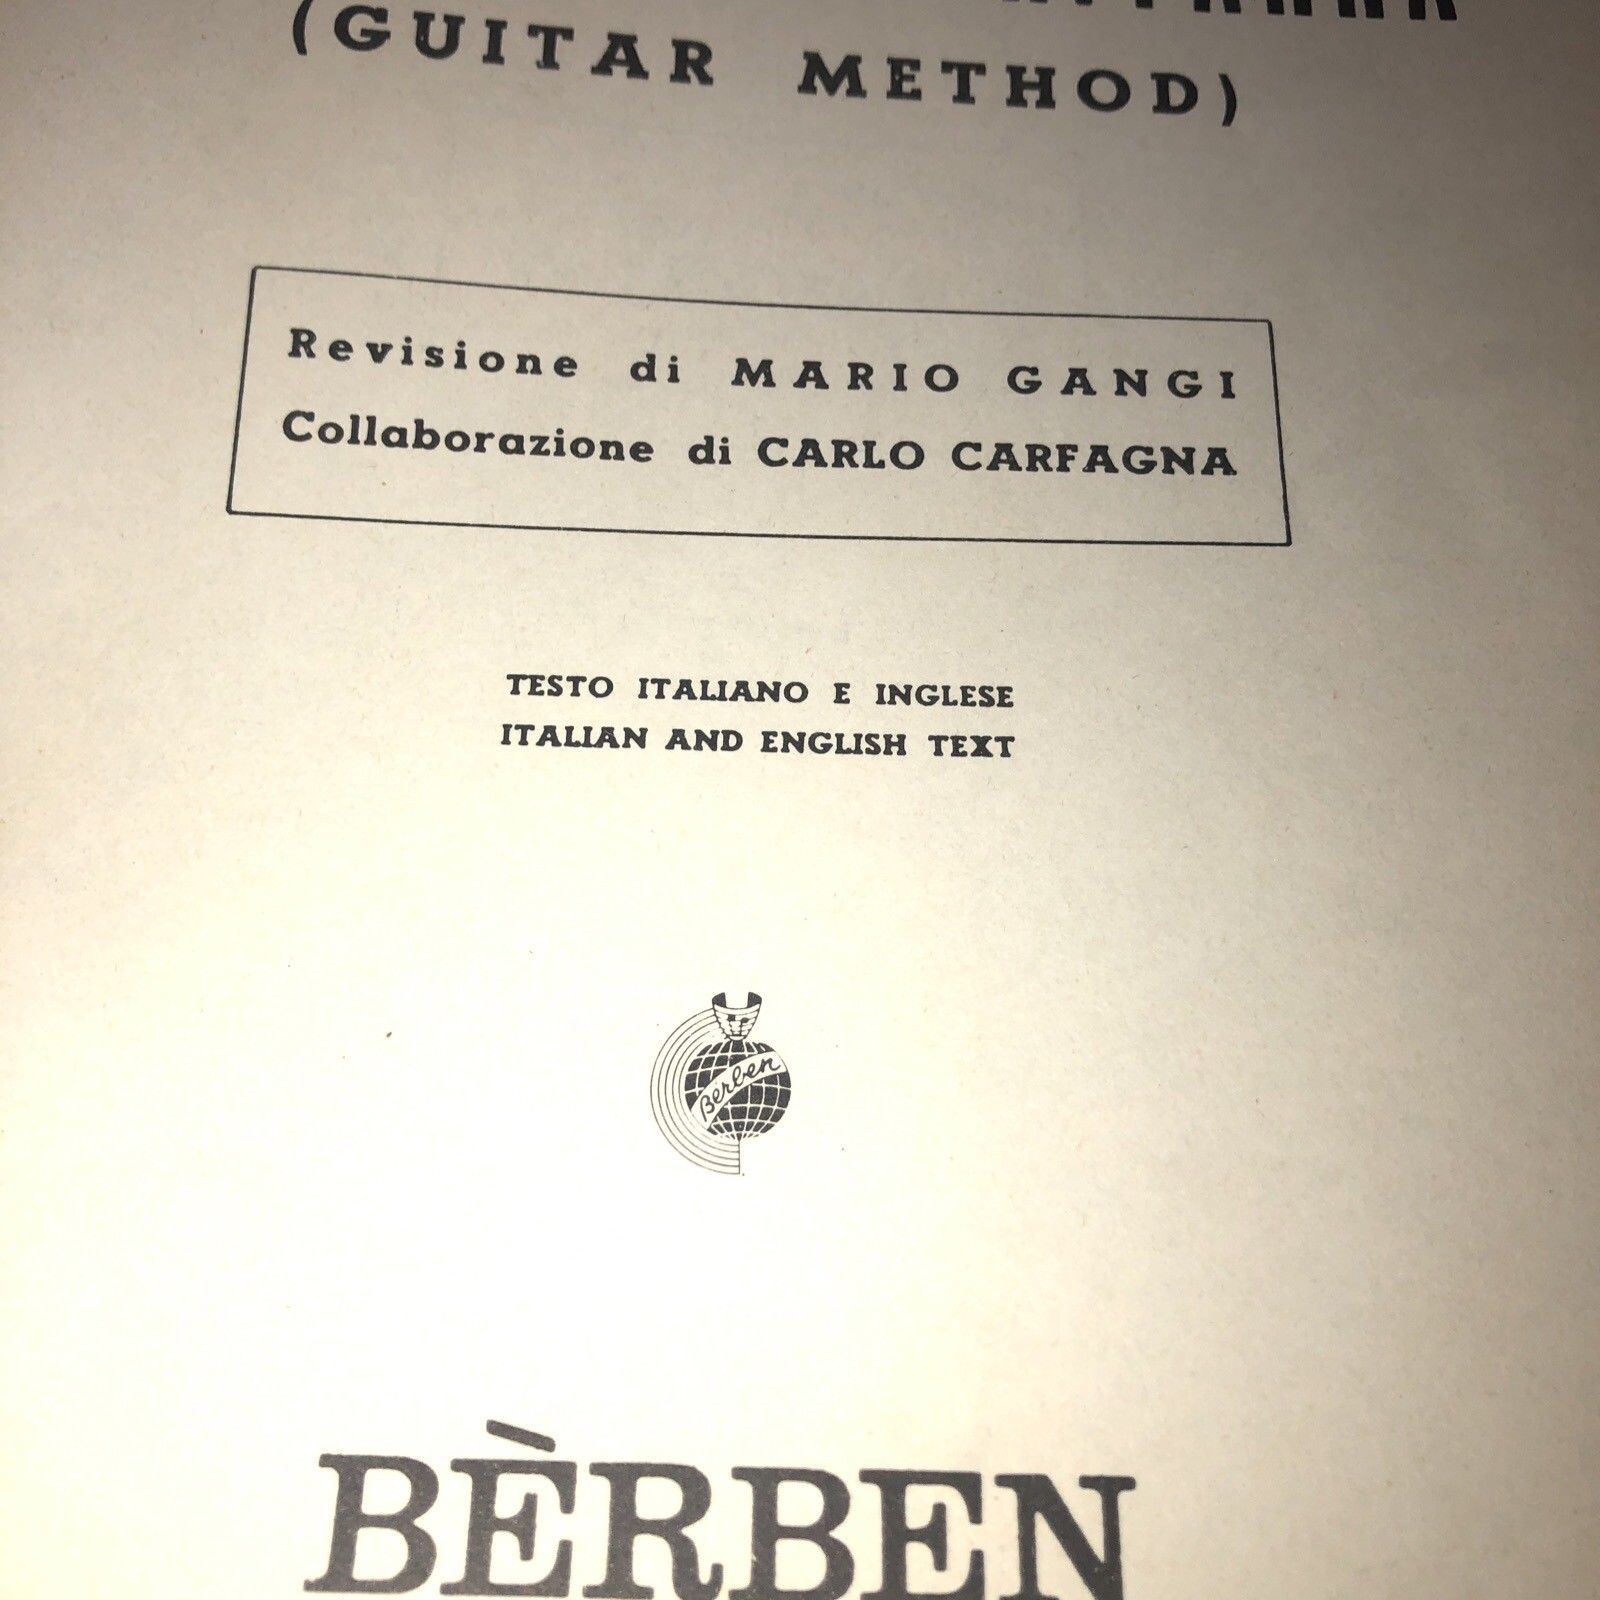 (GUITAR METHOD)
Revisione di MARIO GANGI
Collaborazione di CARLO CARFAGNA
TESTO ITALIANO E INGLESE
ITALIAN AND ENGLISH TEXT
Berben
BÈRBEN